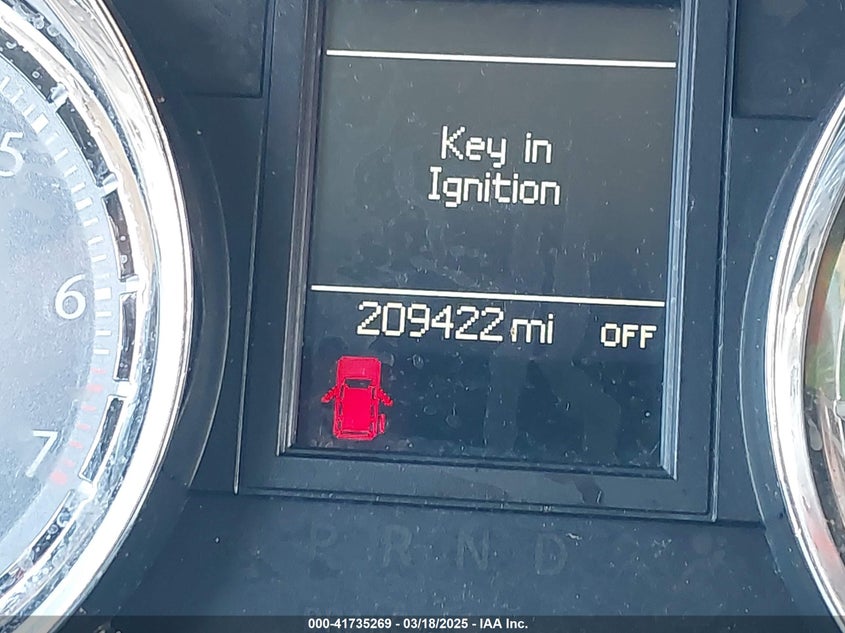 5
6
7
Key in
Ignition
209422 mi OFF
P R N D
000-41735269 - 03/18/2025 - IAA Inc.